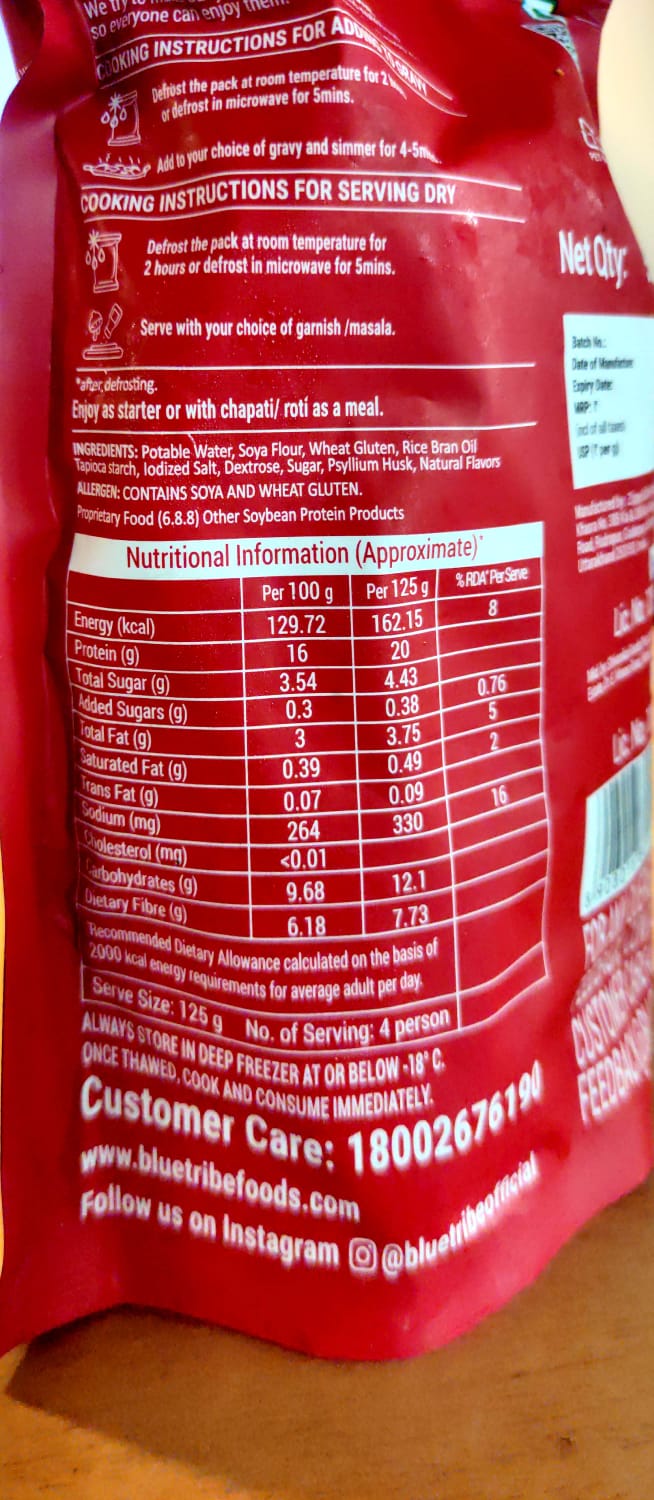 so everyone can enjoy them.
COOKING INSTRUCTIONS FOR
Defrost the pack at room temperature for 2
or defrost in microwave for 5mins.
Add to your choice of gravy and simmer for
COOKING INSTRUCTIONS FOR SERVING DRY
Defrost the pack at room temperature for
2 hours or defrost in microwave for 5mins.
Serve with your choice of garnish /masala.
*after defrosting.
Enjoy as starter or with chapati/ roti as a meal.
INGREDIENTS: Potable Water, Soya Flour, Wheat Gluten, Rice Bran Oil
Tapioca starch, Iodized Salt, Dextrose, Sugar, Psyllium Husk, Natural Flavors
ALLERGEN: CONTAINS SOYA AND WHEAT GLUTEN.
Proprietary Food (6.8.8) Other Soybean Protein Products
Nutritional Information (Approximate)*
Per 100 g Per 125 g % RDA* Per Serve
Energy (kcal) 129.72 162.15 8
Protein (g) 16 20
Total Sugar (g) 3.54 4.43
Added Sugars (g) 0.3 0.38 0.76
Total Fat (g) 3 3.75 5
Saturated Fat (g) 0.39 0.49 2
Trans Fat (g) 0.07 0.09
Sodium (mg) 264 330 16
Cholesterol (mg) <0.01
Carbohydrates (g) 9.68 12.1
Dietary Fibre (g) 6.18 7.73
Recommended Dietary Allowance calculated on the basis of
2000 kcal energy requirements for average adult per day.
Serve Size: 125 g No. of Serving: 4 person
ALWAYS STORE IN DEEP FREEZER AT OR BELOW -18° C.
ONCE THAWED, COOK AND CONSUME IMMEDIATELY.
Customer Care: 18002676190
www.bluetribefoods.com
Follow us on Instagram @bluetribeofficial
Net Qty:
Batch No.:
Date of Manufacture
Expiry Date:
MRP: ₹
Incl of all taxes
USP (₹ per g)
Lic. No.
Lic. No.